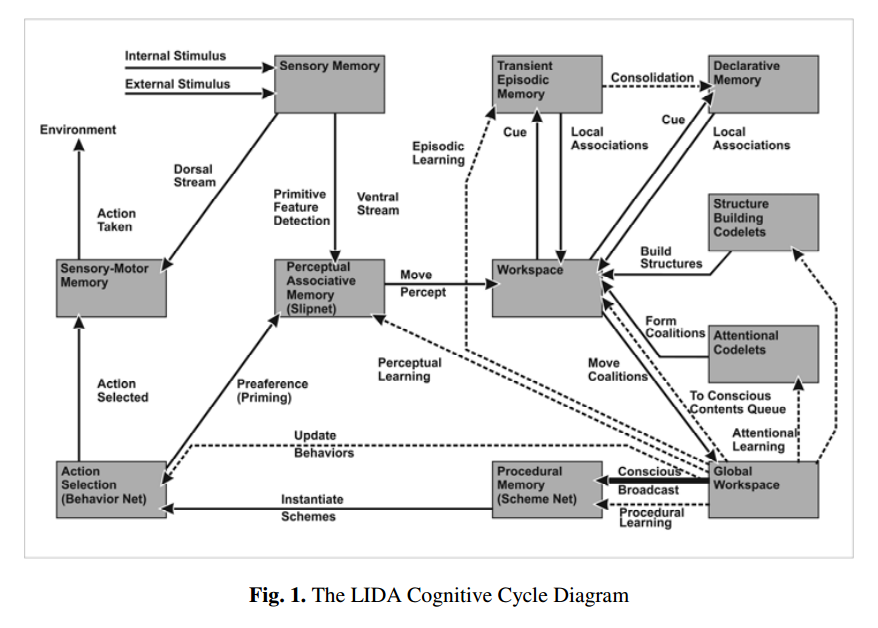 Internal Stimulus
External Stimulus
Sensory Memory
Transient
Episodic
Memory
Consolidation
Declarative
Memory
Environment
Dorsal
Stream
Action
Taken
Primitive
Feature
Detection
Ventral
Stream
Episodic
Learning
Cue
Local
Associations
Cue
Local
Associations
Structure
Building
Codelets
Build
Structures
Sensory-Motor
Memory
Perceptual
Associative
Memory
(Slipnet)
Move
Percept
Workspace
Form
Coalitions
Attentional
Codelets
Action
Selected
Preaference
(Priming)
Perceptual
Learning
Move
Coalitions
To Conscious
Contents Queue
Attentional
Learning
Update
Behaviors
Action
Selection
(Behavior Net)
Instantiate
Schemes
Procedural
Memory
(Scheme Net)
Conscious
Broadcast
Procedural
Learning
Global
Workspace
Fig. 1. The LIDA Cognitive Cycle Diagram